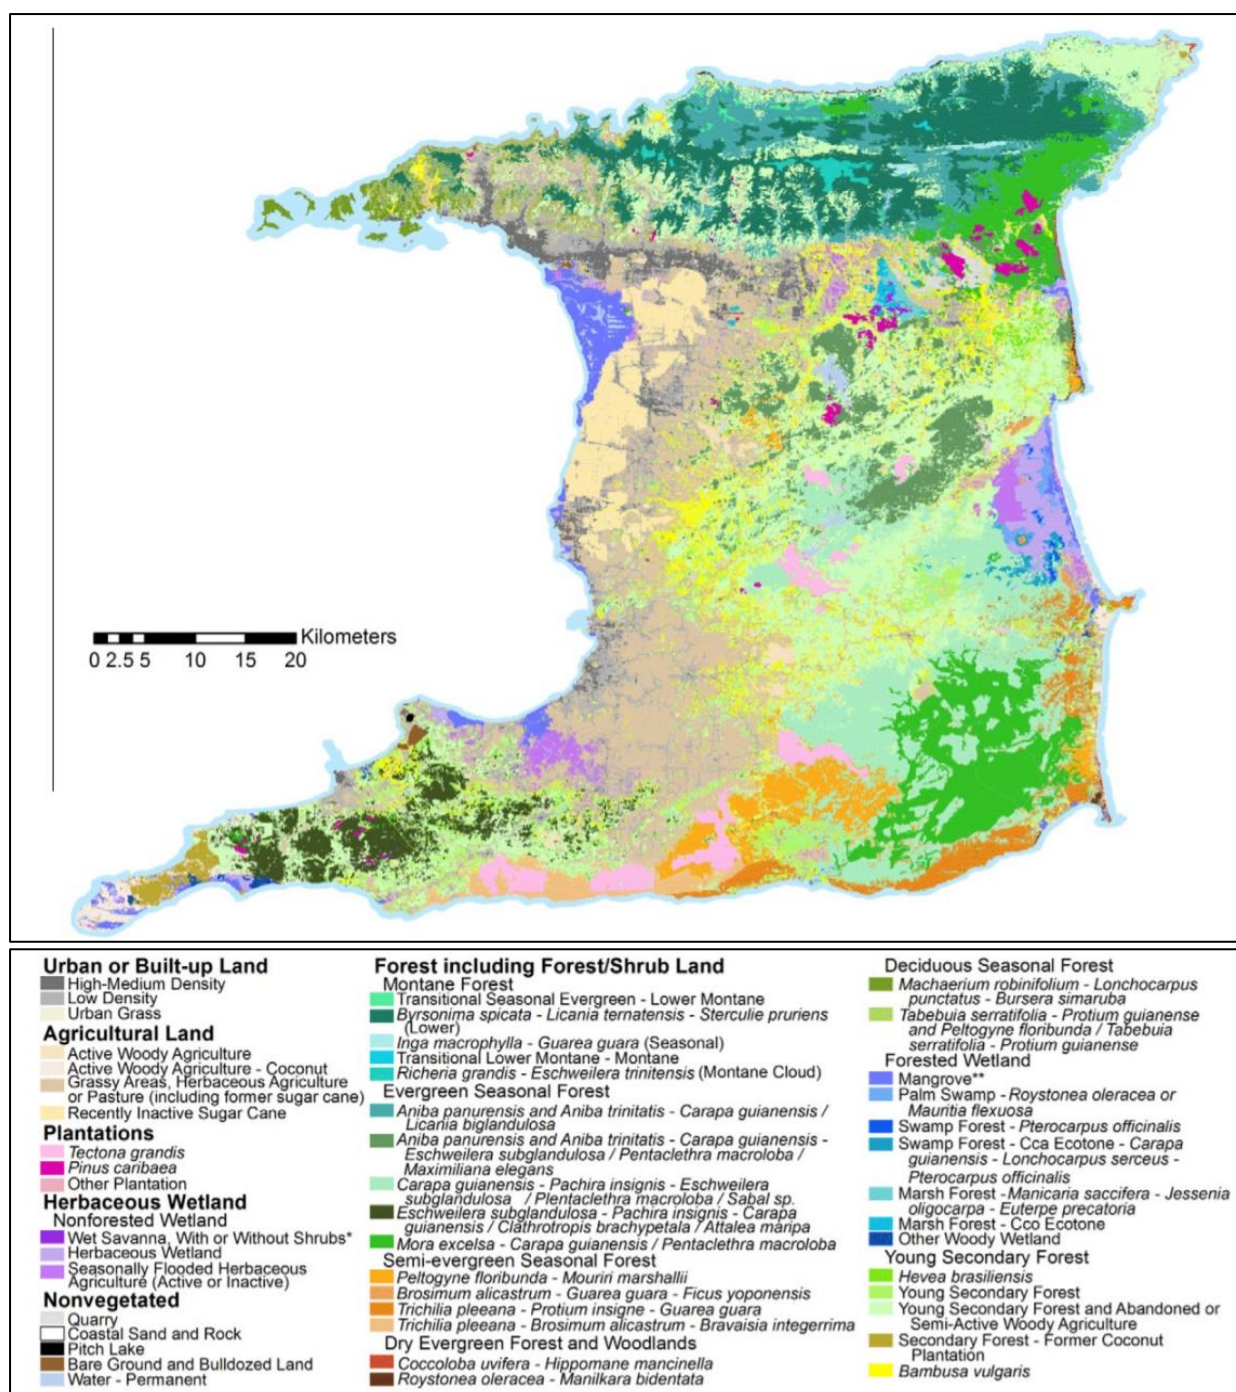 Kilometers
0 2.5 5 10 15 20
Urban or Built-up Land
High-Medium Density
Low Density
Urban Grass
Agricultural Land
Active Woody Agriculture
Active Woody Agriculture - Coconut
Grassy Areas, Herbaceous Agriculture
or Pasture (including former sugar cane)
Recently Inactive Sugar Cane
Plantations
Tectona grandis
Pinus caribaea
Other Plantation
Herbaceous Wetland
Nonforested Wetland
Wet Savanna, With or Without Shrubs*
Herbaceous Wetland
Seasonally Flooded Herbaceous
Agriculture (Active or Inactive)
Nonvegetated
Quarry
Coastal Sand and Rock
Pitch Lake
Bare Ground and Bulldozed Land
Water - Permanent
Forest including Forest/Shrub Land
Montane Forest
Transitional Seasonal Evergreen - Lower Montane
Byrsonima spicata - Licania ternatensis - Sterculie pruriens
(Lower)
Inga macrophylla - Guarea guara (Seasonal)
Transitional Lower Montane - Montane
Richeria grandis - Eschweilera trinitensis (Montane Cloud)
Evergreen Seasonal Forest
Aniba panurensis and Aniba trinitatis - Carapa guianensis /
Licania biglandulosa
Aniba panurensis and Aniba trinitatis - Carapa guianensis -
Eschweilera subglandulosa / Pentaclethra macroloba /
Maximiliana elegans
Carapa guianensis - Pachira insignis - Eschweilera
subglandulosa / Plentaclethra macroloba / Sabal sp.
Eschweilera subglandulosa - Pachira insignis - Carapa
guianensis / Clathrotropis brachypetala / Attalea maripa
Mora excelsa - Carapa guianensis / Pentaclethra macroloba
Semi-evergreen Seasonal Forest
Peltogyne floribunda - Mouriri marshallii
Brosimum alicastrum - Guarea guara - Ficus yoponensis
Trichilia pleeana - Protium insigne - Guarea guara
Trichilia pleeana - Brosimum alicastrum - Bravaisia integerrima
Dry Evergreen Forest and Woodlands
Coccoloba uvifera - Hippomane mancinella
Roystonea oleracea - Manilkara bidentata
Deciduous Seasonal Forest
Machaerium robinifolium - Lonchocarpus
punctatus - Bursera simaruba
Tabebuia serratifolia - Protium guianense
and Peltogyne floribunda / Tabebuia
serratifolia - Protium guianense
Forested Wetland
Mangrove**
Palm Swamp - Roystonea oleracea or
Mauritia flexuosa
Swamp Forest - Pterocarpus officinalis
Swamp Forest - Cca Ecotone - Carapa
guianensis - Lonchocarpus serceus -
Pterocarpus officinalis
Marsh Forest - Manicaria saccifera - Jessenia
oligocarpa - Euterpe precatoria
Marsh Forest - Cco Ecotone
Other Woody Wetland
Young Secondary Forest
Hevea brasiliensis
Young Secondary Forest
Young Secondary Forest and Abandoned or
Semi-Active Woody Agriculture
Secondary Forest - Former Coconut
Plantation
Bambusa vulgaris